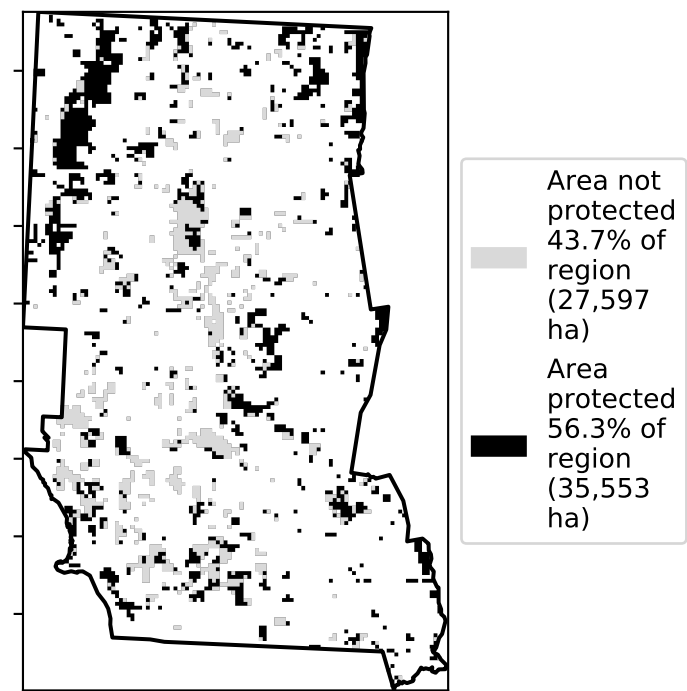 Area not
protected
43.7% of
region
(27,597
ha)
Area
protected
56.3% of
region
(35,553
ha)